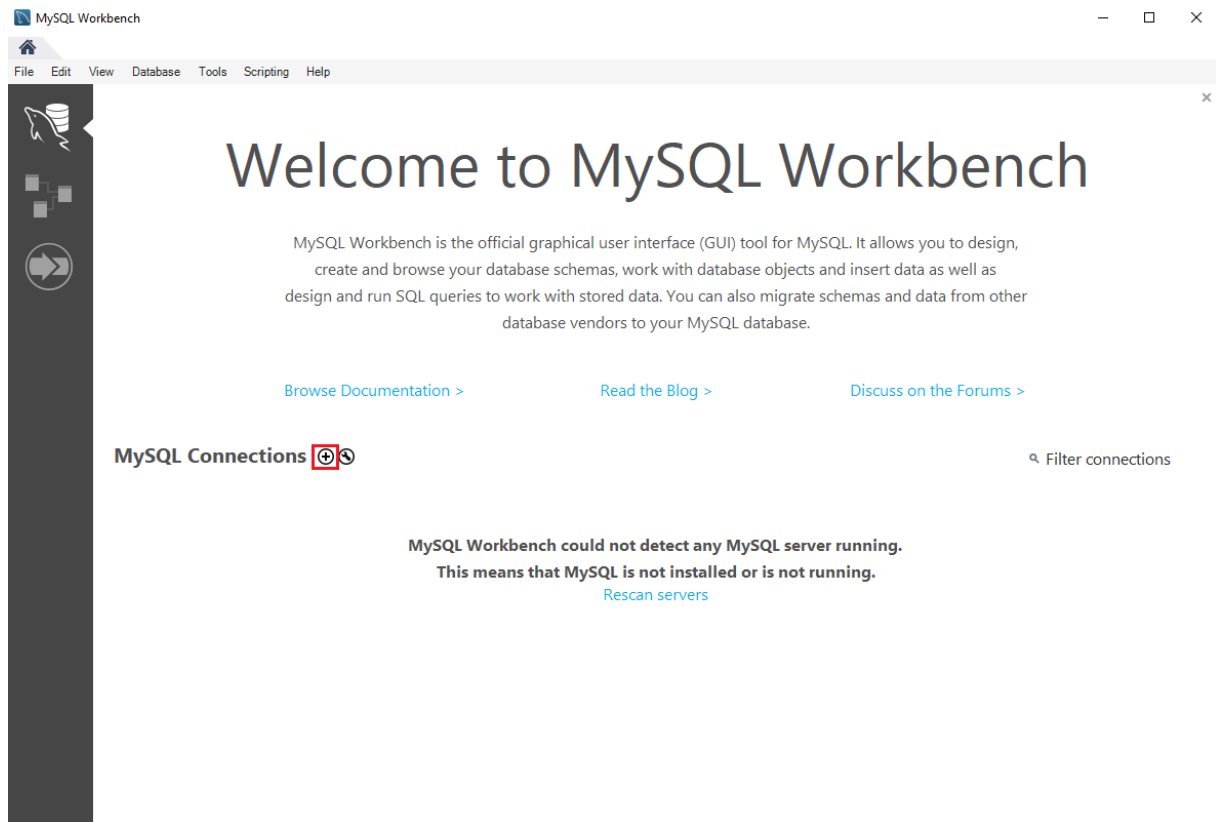 MySQL Workbench
File Edit View Database Tools Scripting Help
Welcome to MySQL Workbench
MySQL Workbench is the official graphical user interface (GUI) tool for MySQL. It allows you to design,
create and browse your database schemas, work with database objects and insert data as well as
design and run SQL queries to work with stored data. You can also migrate schemas and data from other
database vendors to your MySQL database.
Browse Documentation > Read the Blog > Discuss on the Forums >
MySQL Connections
Filter connections
MySQL Workbench could not detect any MySQL server running.
This means that MySQL is not installed or is not running.
Rescan servers